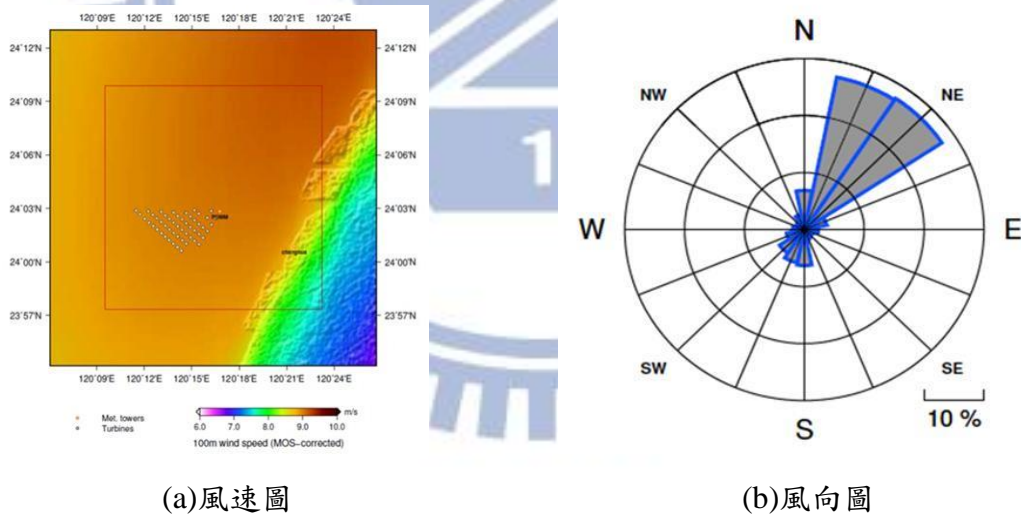 120°09'E 120°12'E 120°15'E 120°18'E 120°21'E 120°24'E
24°12'N 24°12'N
24°09'N 24°09'N
24°06'N 24°06'N
24°03'N 24°03'N
24°00'N 24°00'N
23°57'N 23°57'N
120°09'E 120°12'E 120°15'E 120°18'E 120°21'E 120°24'E
Met. towers
Turbines
m/s
6.0 7.0 8.0 9.0 10.0
100m wind speed (MOS-corrected)
1
N
NW NE
W E
SW SE
S
10 %
(a)風速圖 (b)風向圖